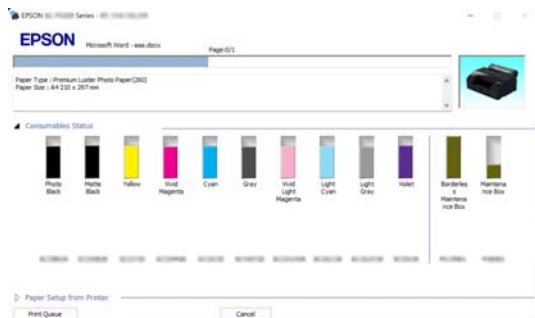 EPSON
Series -
EPSON
Microsoft Word - aaa.docx
Page:0/1
Paper Type : Premium Luster Photo Paper(260)
Paper Size : A4 210 x 297 mm
Consumables Status
Photo
Black
Matte
Black
Yellow
Vivid
Magenta
Cyan
Gray
Vivid
Light
Magenta
Light
Cyan
Light
Gray
Violet
Borderles
s
Maintena
nce Box
Maintena
nce Box
Paper Setup from Printer
Print Queue
Cancel